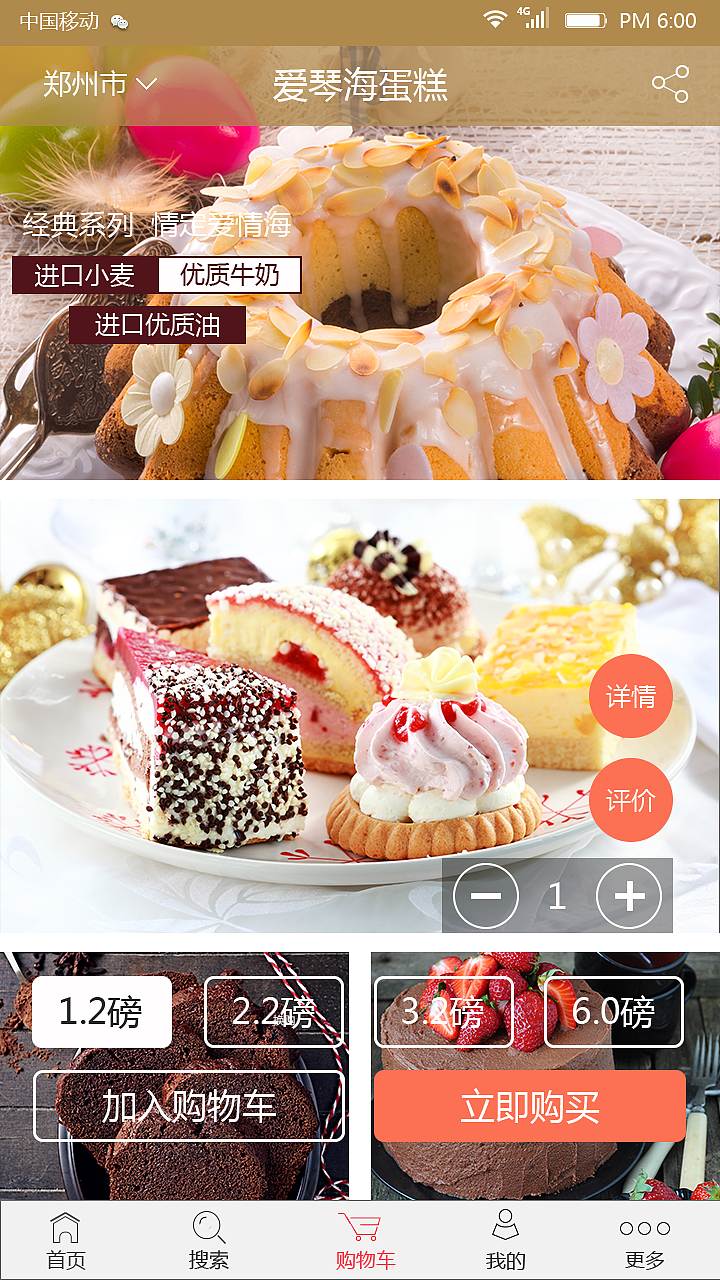 中国移动 4G PM 6:00
郑州市 爱琴海蛋糕
经典系列 情定爱情海
进口小麦 优质牛奶
进口优质油
详情
评价
1
1.2磅 2.2磅 3.2磅 6.0磅
加入购物车 立即购买
首页 搜索 购物车 我的 更多